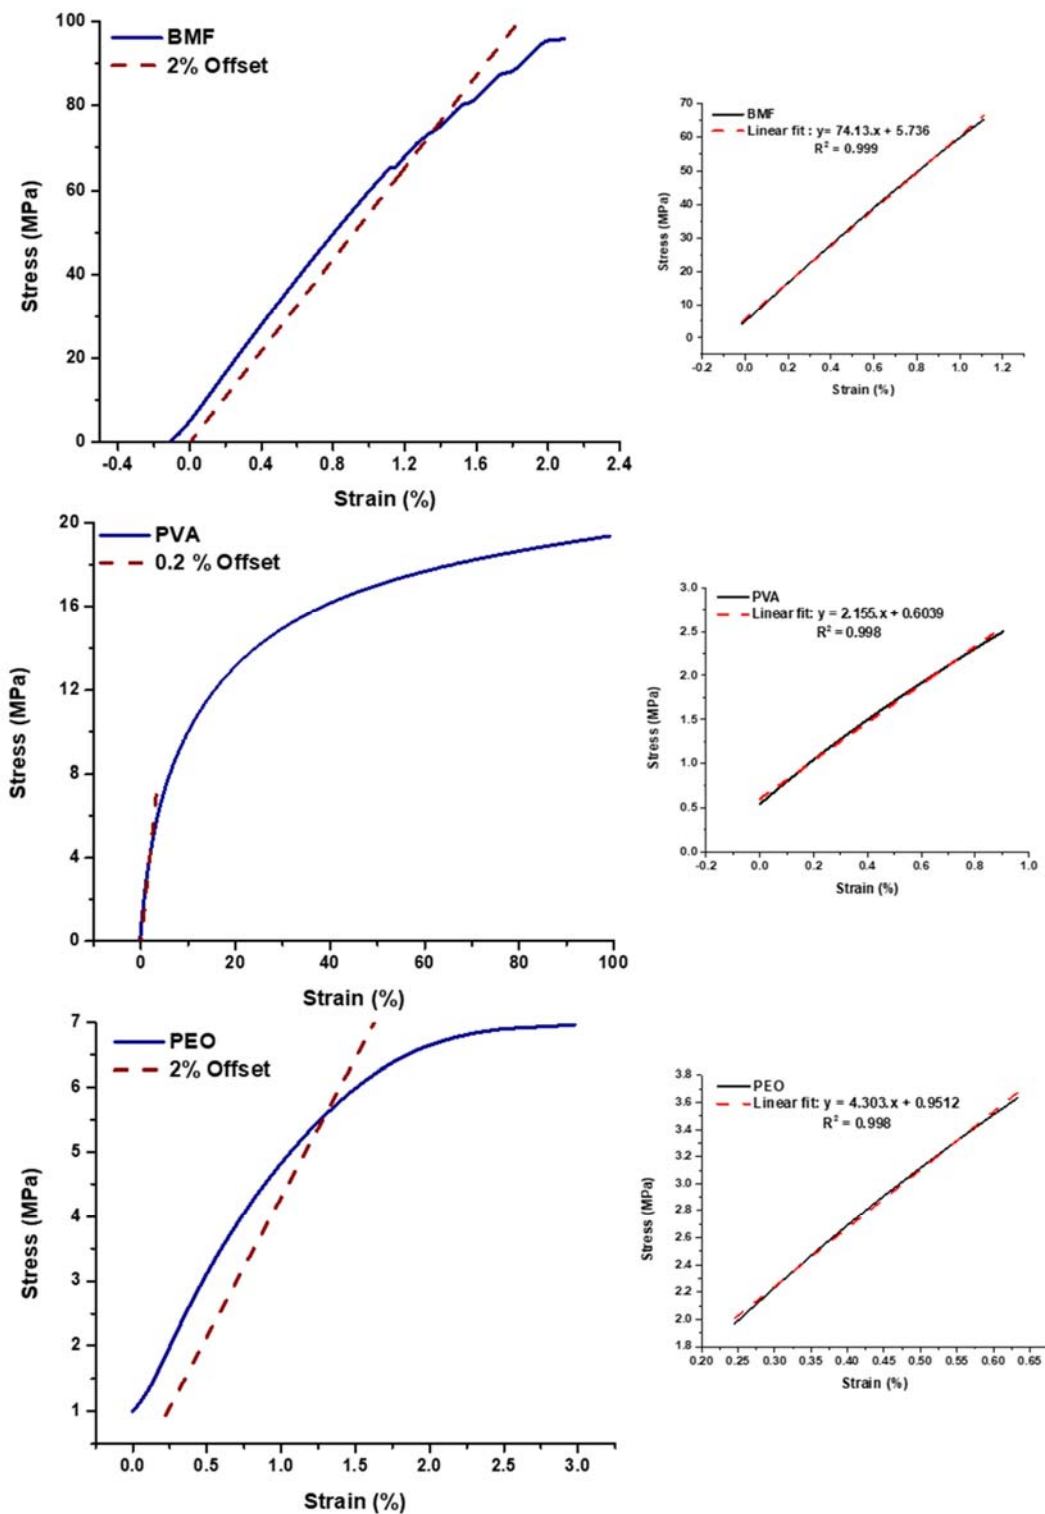 BMF
2% Offset
Stress (MPa)
100
80
60
40
20
0
-0.4 0.0 0.4 0.8 1.2 1.6 2.0 2.4
Strain (%)
BMF
Linear fit : y= 74.13.x + 5.736
R² = 0.999
Stress (MPa)
70
60
50
40
30
20
10
0
-0.2 0.0 0.2 0.4 0.6 0.8 1.0 1.2
Strain (%)
PVA
0.2 % Offset
Stress (MPa)
20
16
12
8
4
0
0 20 40 60 80 100
Strain (%)
PVA
Linear fit: y = 2.155.x + 0.6039
R² = 0.998
Stress (MPa)
3.0
2.5
2.0
1.5
1.0
0.5
0.0
-0.2 0.0 0.2 0.4 0.6 0.8 1.0
Strain (%)
PEO
2% Offset
Stress (MPa)
7
6
5
4
3
2
1
0.0 0.5 1.0 1.5 2.0 2.5 3.0
Strain (%)
PEO
Linear fit: y = 4.303.x + 0.9512
R² = 0.998
Stress (MPa)
3.8
3.6
3.4
3.2
3.0
2.8
2.6
2.4
2.2
2.0
1.8
0.20 0.25 0.30 0.35 0.40 0.45 0.50 0.55 0.60 0.65
Strain (%)